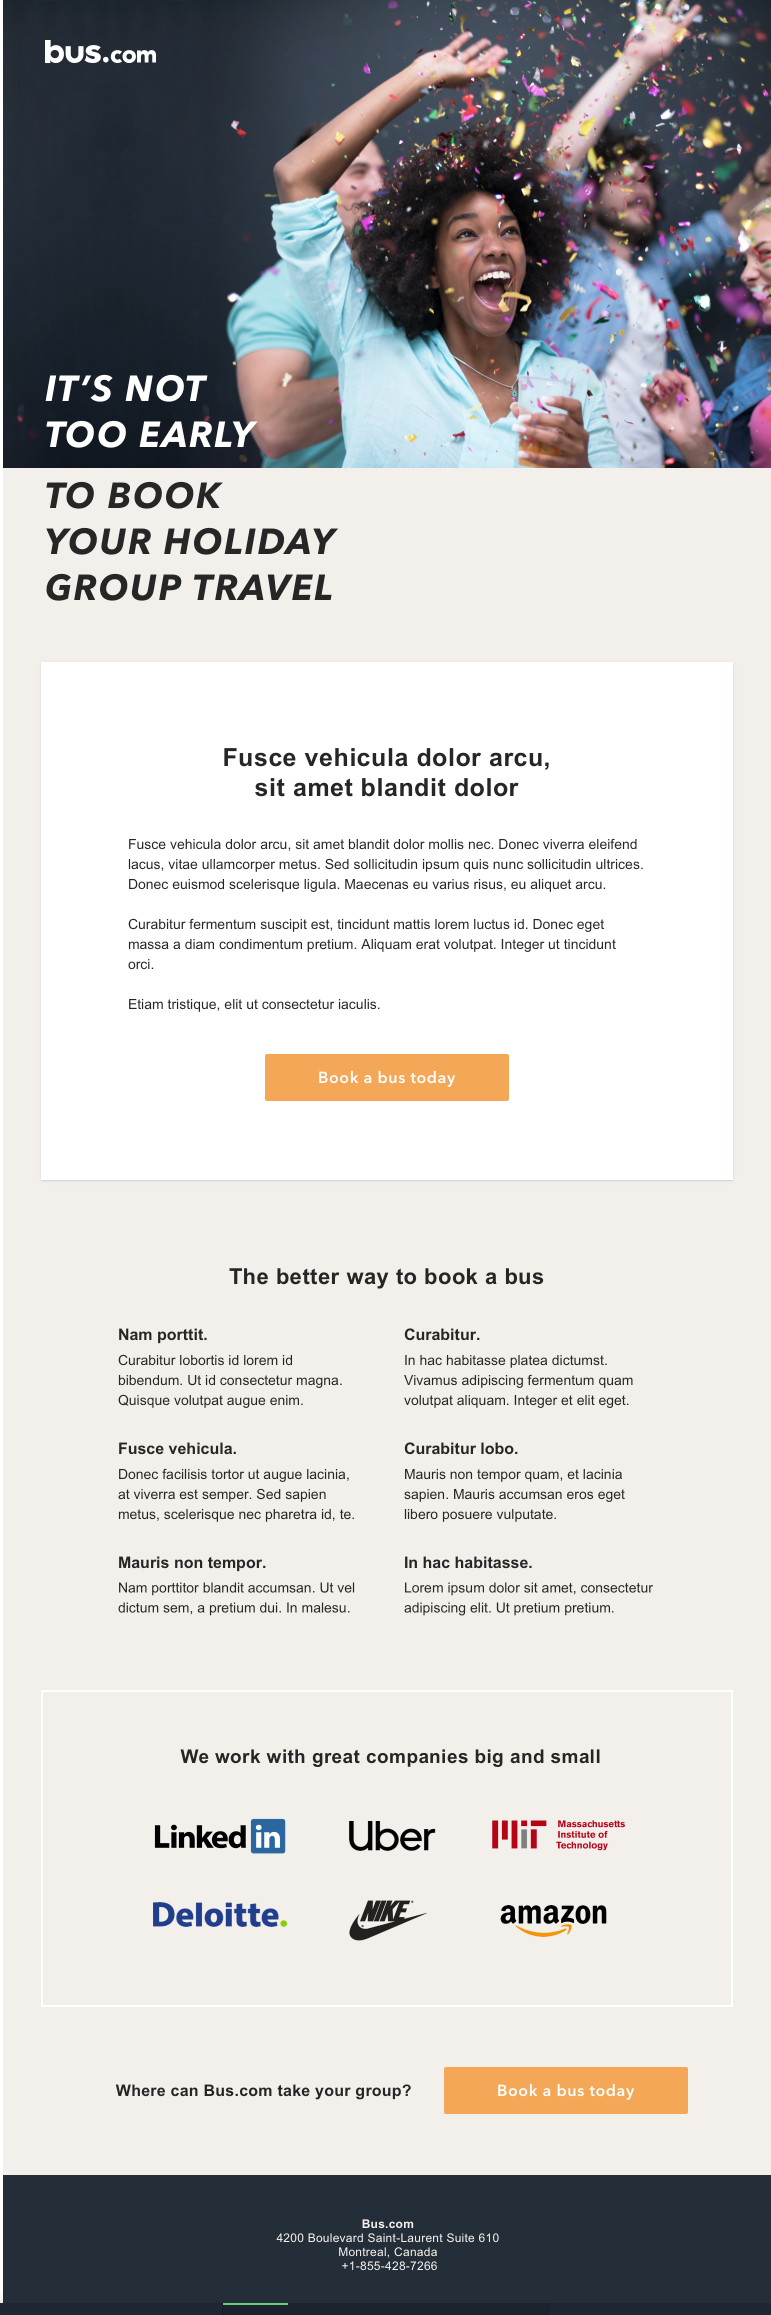 bus.com
IT’S NOT
TOO EARLY
TO BOOK
YOUR HOLIDAY
GROUP TRAVEL
Fusce vehicula dolor arcu,
sit amet blandit dolor
Fusce vehicula dolor arcu, sit amet blandit dolor mollis nec. Donec viverra eleifend
lacus, vitae ullamcorper metus. Sed sollicitudin ipsum quis nunc sollicitudin ultrices.
Donec euismod scelerisque ligula. Maecenas eu varius risus, eu aliquet arcu.
Curabitur fermentum suscipit est, tincidunt mattis lorem luctus id. Donec eget
massa a diam condimentum pretium. Aliquam erat volutpat. Integer ut tincidunt
orci.
Etiam tristique, elit ut consectetur iaculis.
Book a bus today
The better way to book a bus
Nam porttit.
Curabitur lobortis id lorem id
bibendum. Ut id consectetur magna.
Quisque volutpat augue enim.
Curabitur.
In hac habitasse platea dictumst.
Vivamus adipiscing fermentum quam
volutpat aliquam. Integer et elit eget.
Fusce vehicula.
Donec facilisis tortor ut augue lacinia,
at viverra est semper. Sed sapien
metus, scelerisque nec pharetra id, te.
Curabitur lobo.
Mauris non tempor quam, et lacinia
sapien. Mauris accumsan eros eget
libero posuere vulputate.
Mauris non tempor.
Nam porttitor blandit accumsan. Ut vel
dictum sem, a pretium dui. In malesu.
In hac habitasse.
Lorem ipsum dolor sit amet, consectetur
adipiscing elit. Ut pretium pretium.
We work with great companies big and small
Linked in
Uber
MIT
Massachusetts
Institute of
Technology
Deloitte.
NIKE
amazon
Where can Bus.com take your group?
Book a bus today
Bus.com
4200 Boulevard Saint-Laurent Suite 610
Montreal, Canada
+1-855-428-7266